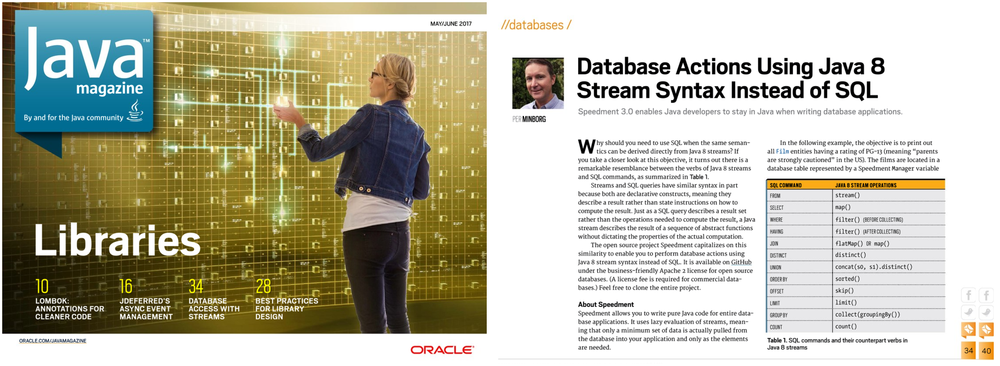 MAY/JUNE 2017
Java™
magazine
By and for the Java community
Libraries
10
LOMBOK:
ANNOTATIONS FOR
CLEANER CODE
16
JDEFERRED'S
ASYNC EVENT
MANAGEMENT
34
DATABASE
ACCESS WITH
STREAMS
28
BEST PRACTICES
FOR LIBRARY
DESIGN
ORACLE.COM/JAVAMAGAZINE
ORACLE®
//databases /
PER MINBORG
Database Actions Using Java 8
Stream Syntax Instead of SQL
Speedment 3.0 enables Java developers to stay in Java when writing database applications.
Why should you need to use SQL when the same seman-
tics can be derived directly from Java 8 streams? If
you take a closer look at this objective, it turns out there is a
remarkable resemblance between the verbs of Java 8 streams
and SQL commands, as summarized in Table 1.
Streams and SQL queries have similar syntax in part
because both are declarative constructs, meaning they
describe a result rather than state instructions on how to
compute the result. Just as a SQL query describes a result set
rather than the operations needed to compute the result, a Java
stream describes the result of a sequence of abstract functions
without dictating the properties of the actual computation.
The open source project Speedment capitalizes on this
similarity to enable you to perform database actions using
Java 8 stream syntax instead of SQL. It is available on GitHub
under the business-friendly Apache 2 license for open source
databases. (A license fee is required for commercial data-
bases.) Feel free to clone the entire project.
About Speedment
Speedment allows you to write pure Java code for entire data-
base applications. It uses lazy evaluation of streams, mean-
ing that only a minimum set of data is actually pulled from
the database into your application and only as the elements
are needed.
In the following example, the objective is to print out
all Film entities having a rating of PG-13 (meaning “parents
are strongly cautioned” in the US). The films are located in a
database table represented by a Speedment Manager variable
SQL COMMAND JAVA 8 STREAM OPERATIONS
FROM stream()
SELECT map()
WHERE filter() (BEFORE COLLECTING)
HAVING filter() (AFTER COLLECTING)
JOIN flatMap() OR map()
DISTINCT distinct()
UNION concat(s0, s1).distinct()
ORDER BY sorted()
OFFSET skip()
LIMIT limit()
GROUP BY collect(groupingBy())
COUNT count()
Table 1. SQL commands and their counterpart verbs in
Java 8 streams
34 40